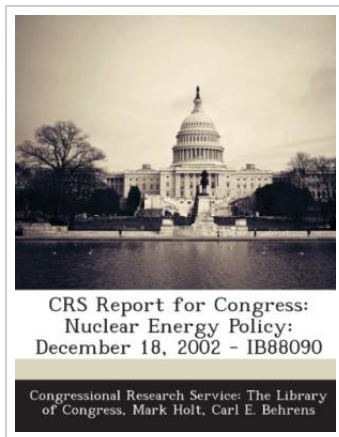 CRS Report for Congress:
Nuclear Energy Policy:
December 18, 2002 - IB88090
Congressional Research Service: The Library
of Congress, Mark Holt, Carl E. Behrens